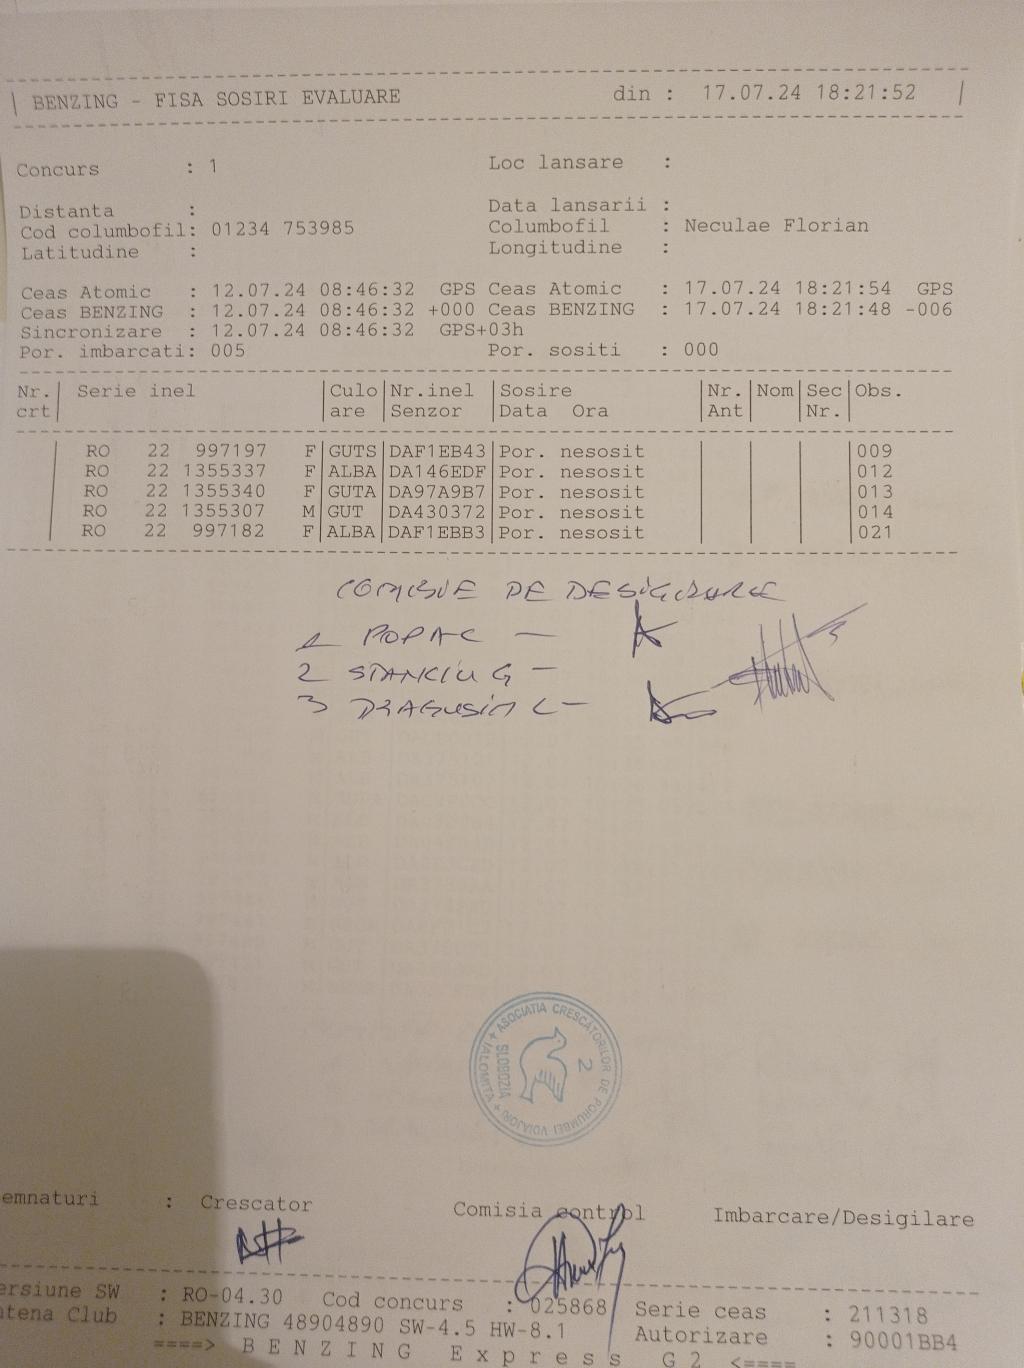 BENZING - FISA SOSIRI EVALUARE din : 17.07.24 18:21:52
Concurs : 1 Loc lansare :
Distanta : Data lansarii :
Cod columbofil: 01234 753985 Columbofil : Neculae Florian
Latitudine : Longitudine :
Ceas Atomic : 12.07.24 08:46:32 GPS Ceas Atomic : 17.07.24 18:21:54 GPS
Ceas BENZING : 12.07.24 08:46:32 +000 Ceas BENZING : 17.07.24 18:21:48 -006
Sincronizare : 12.07.24 08:46:32 GPS+03h
Por. imbarcati: 005 Por. sositi : 000
Nr. Serie inel Culo Nr.inel Sosire Nr. Nom Sec Obs.
crt are Senzor Data Ora Ant Nr.
RO 22 997197 F GUTS DAF1EB43 Por. nesosit 009
RO 22 1355337 F ALBA DA146EDF Por. nesosit 012
RO 22 1355340 F GUTA DA97A9B7 Por. nesosit 013
RO 22 1355307 M GUT DA430372 Por. nesosit 014
RO 22 997182 F ALBA DAF1EBB3 Por. nesosit 021
COMISIE DE DESIGILARE
1 POPA C —
2 STANCIU G —
3 DRAGUSIN C —
ASOCIATIA CRESCATORILOR DE PORUMBEI VOIAJORI + IALOMITA +
SLOBOZIA
2
emnaturi : Crescator Comisia control Imbarcare/Desigilare
ersiune SW : RO-04.30 Cod concurs : 025868 Serie ceas : 211318
ntena Club : BENZING 48904890 SW-4.5 HW-8.1 Autorizare : 90001BB4
====> B E N Z I N G E x p r e s s G 2 <====